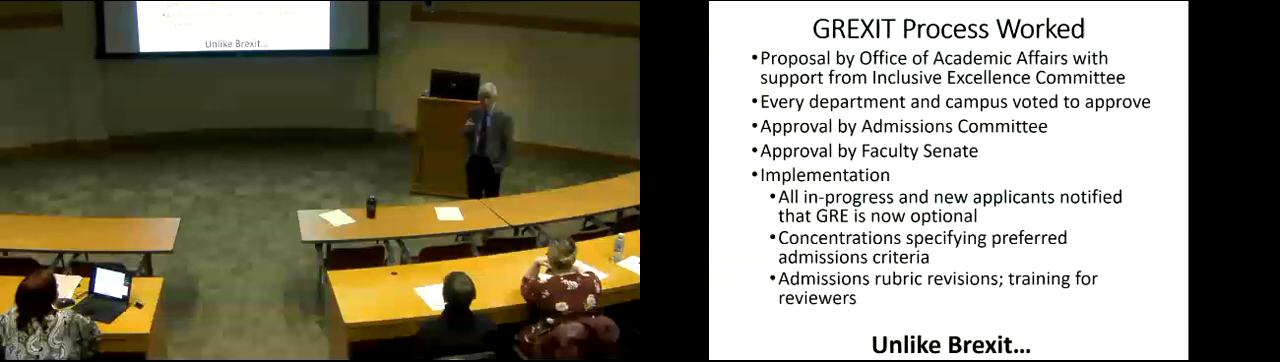 Unlike Brexit...
GREXIT Process Worked
•Proposal by Office of Academic Affairs with
support from Inclusive Excellence Committee
•Every department and campus voted to approve
•Approval by Admissions Committee
•Approval by Faculty Senate
•Implementation
•All in-progress and new applicants notified
that GRE is now optional
•Concentrations specifying preferred
admissions criteria
•Admissions rubric revisions; training for
reviewers
Unlike Brexit...